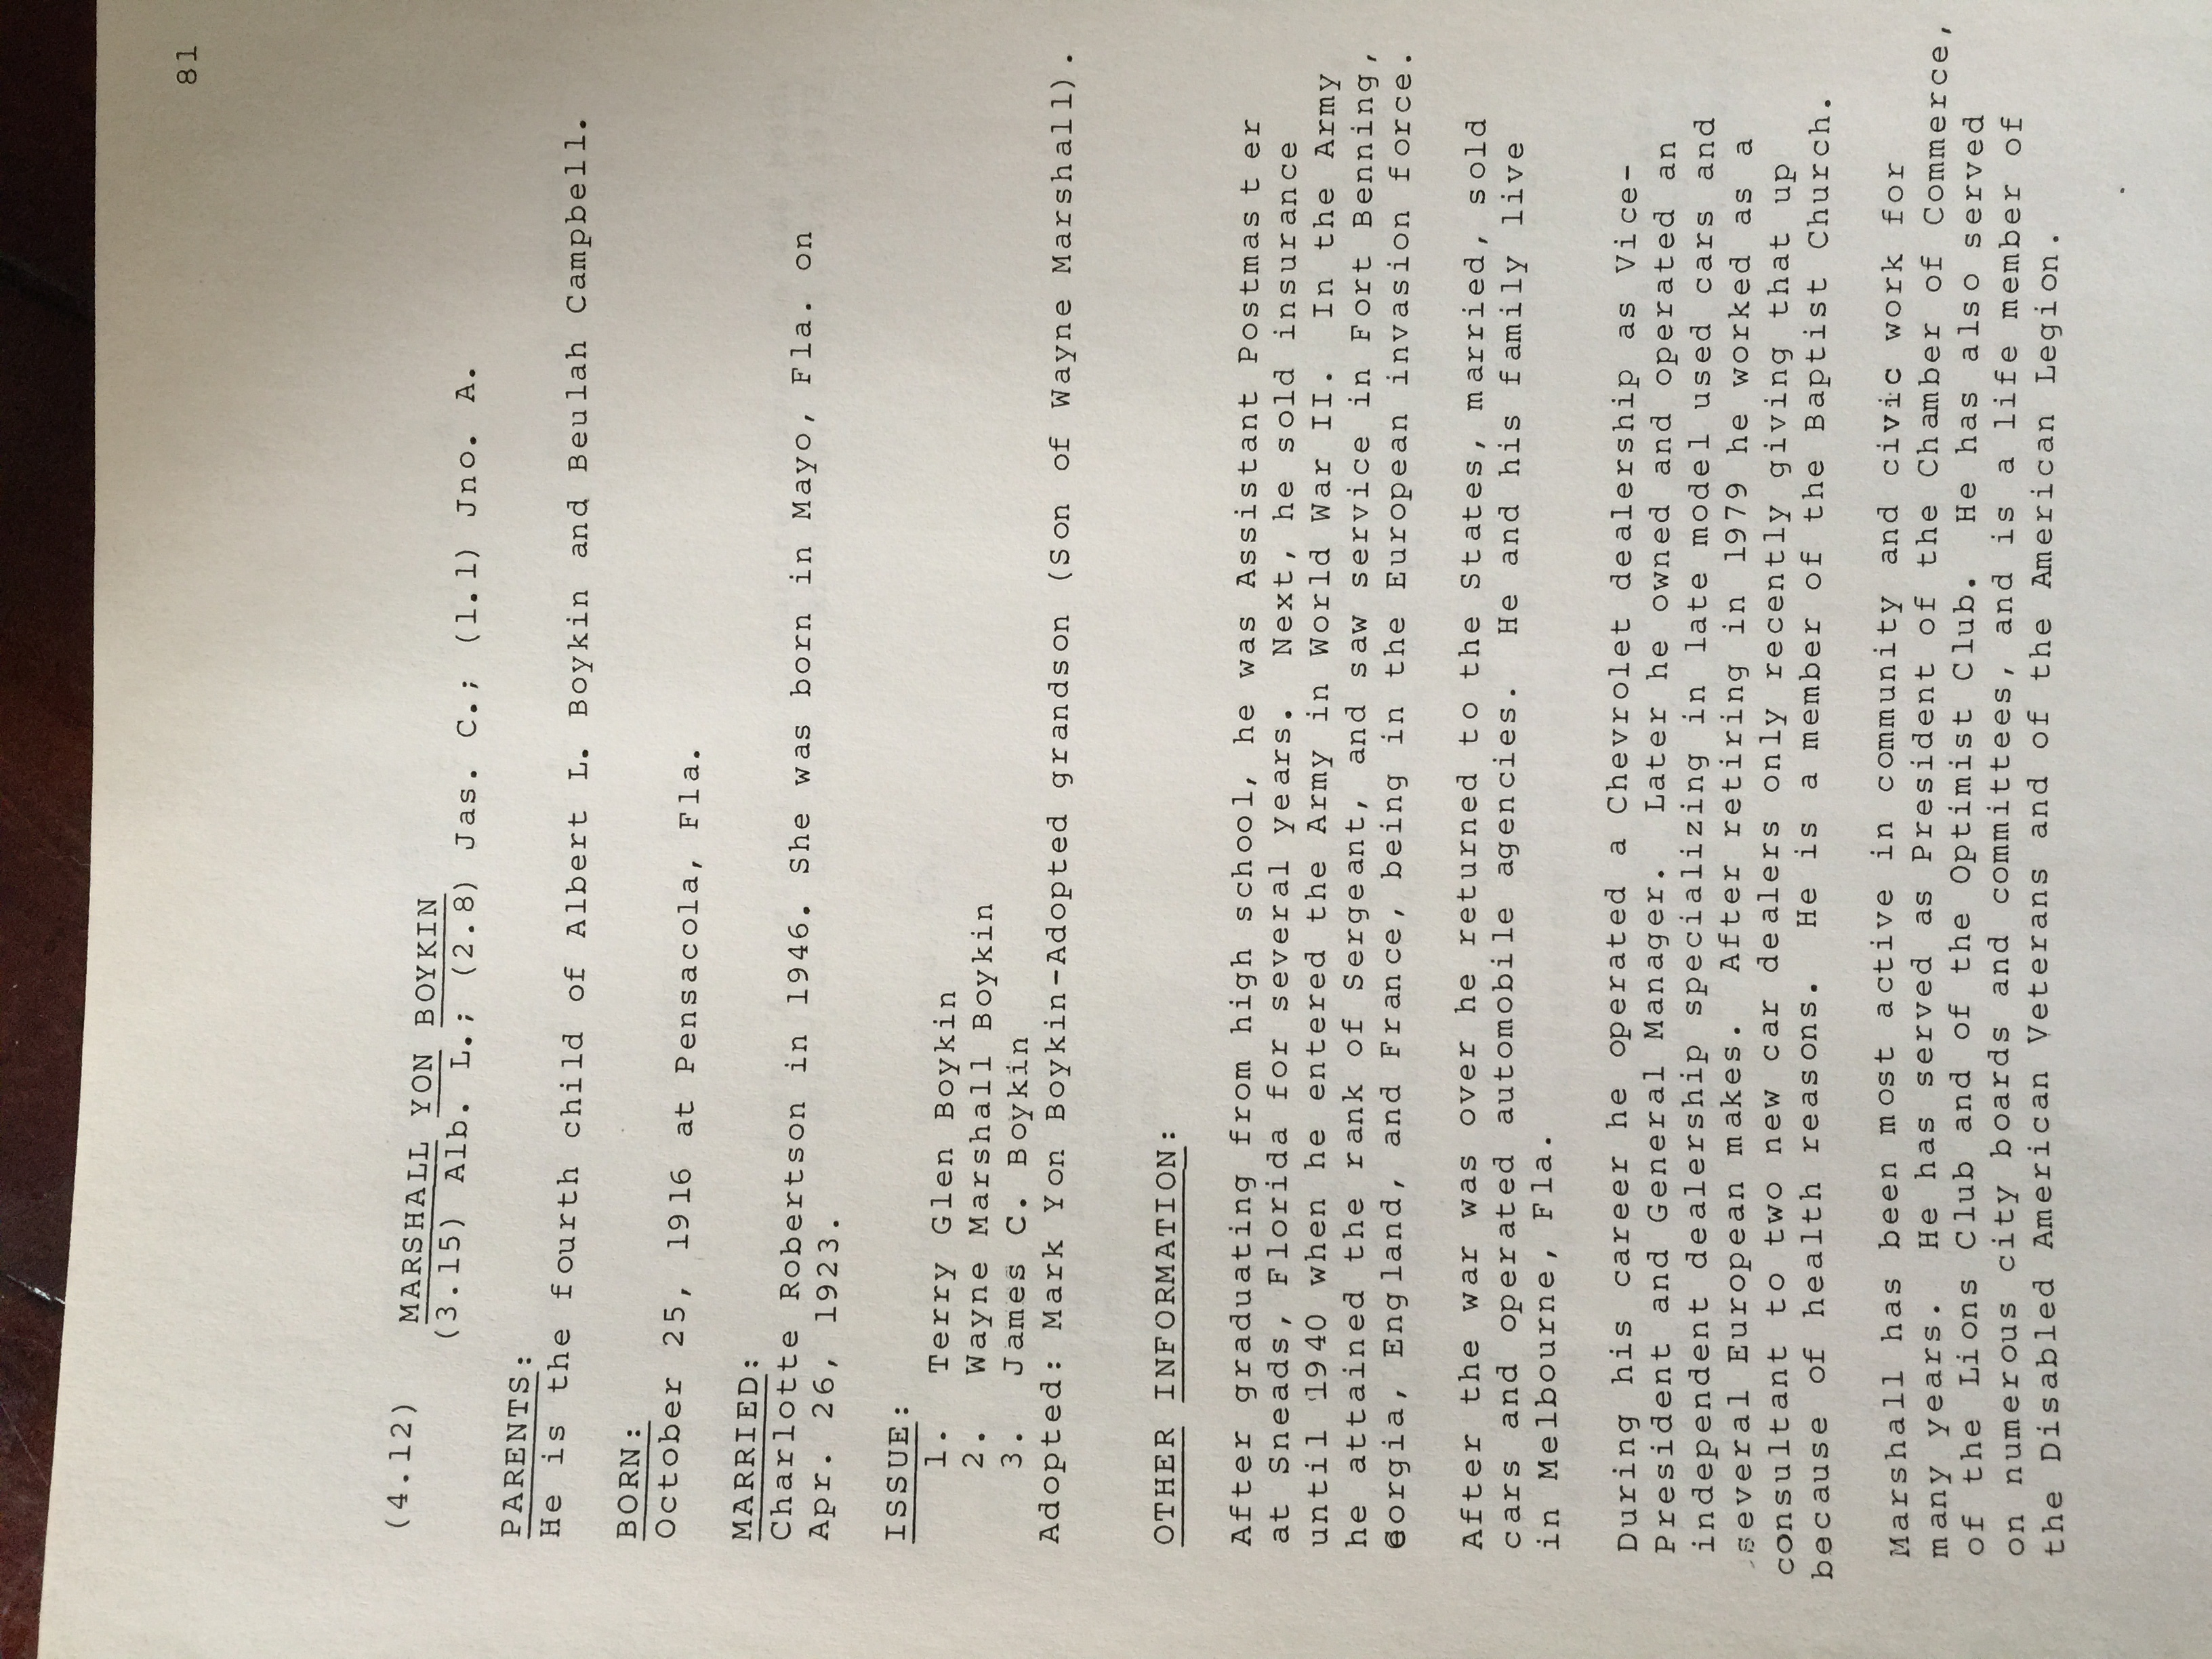 81
(4.12) MARSHALL YON BOYKIN
(3.15) Alb. L.; (2.8) Jas. C.; (1.1) Jno. A.
PARENTS:
He is the fourth child of Albert L. Boykin and Beulah Campbell.
BORN:
October 25, 1916 at Pensacola, Fla.
MARRIED:
Charlotte Robertson in 1946. She was born in Mayo, Fla. on
Apr. 26, 1923.
ISSUE:
1. Terry Glen Boykin
2. Wayne Marshall Boykin
3. James C. Boykin
Adopted: Mark Yon Boykin-Adopted grandson (Son of Wayne Marshall).
OTHER INFORMATION:
After graduating from high school, he was Assistant Postmast er
at Sneads, Florida for several years. Next, he sold insurance
until 1940 when he entered the Army in World War II. In the Army
he attained the rank of Sergeant, and saw service in Fort Benning,
Georgia, England, and France, being in the European invasion force.
After the war was over he returned to the States, married, sold
cars and operated automobile agencies. He and his family live
in Melbourne, Fla.
During his career he operated a Chevrolet dealership as Vice-
President and General Manager. Later he owned and operated an
independent dealership specializing in late model used cars and
several European makes. After retiring in 1979 he worked as a
consultant to two new car dealers only recently giving that up
because of health reasons. He is a member of the Baptist Church.
Marshall has been most active in community and civic work for
many years. He has served as President of the Chamber of Commerce,
of the Lions Club and of the Optimist Club. He has also served
on numerous city boards and committees, and is a life member of
the Disabled American Veterans and of the American Legion.